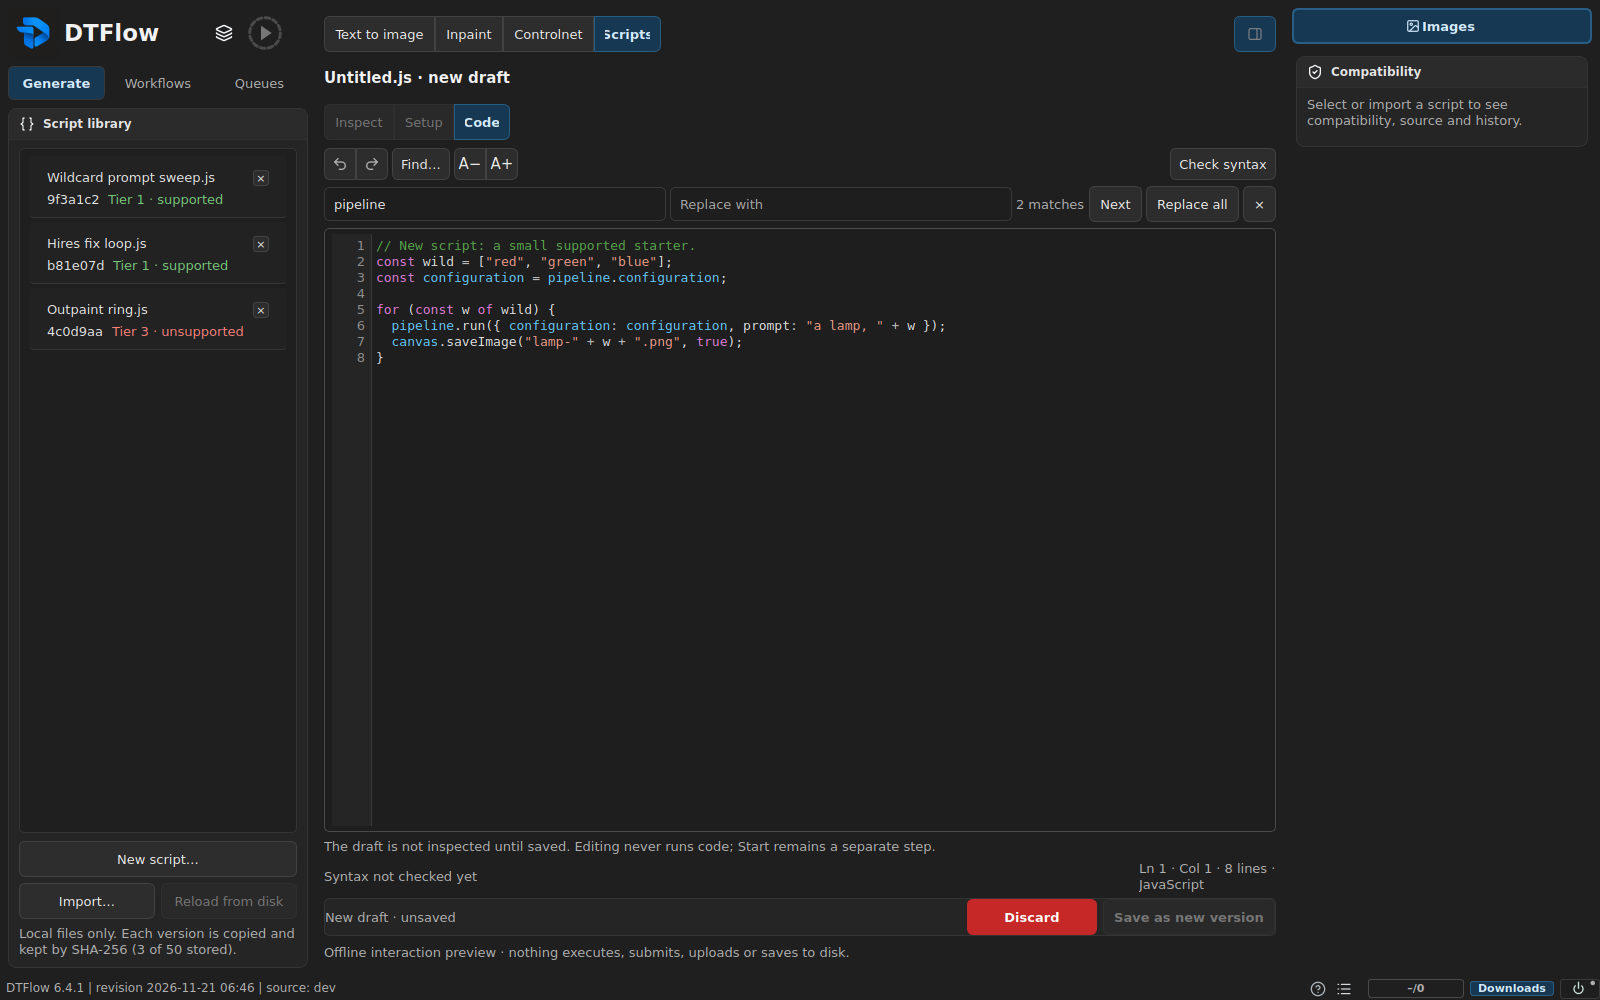 DTFlow
Text to image
Inpaint
Controlnet
Scripts
Images
Generate
Workflows
Queues
Script library
Wildcard prompt sweep.js
×
9f3a1c2 Tier 1 · supported
Hires fix loop.js
×
b81e07d Tier 1 · supported
Outpaint ring.js
×
4c0d9aa Tier 3 · unsupported
New script...
Import...
Reload from disk
Local files only. Each version is copied and
kept by SHA-256 (3 of 50 stored).
Untitled.js · new draft
Inspect
Setup
Code
Find...
A−
A+
Check syntax
pipeline
Replace with
2 matches
Next
Replace all
×
1 // New script: a small supported starter.
2 const wild = ["red", "green", "blue"];
3 const configuration = pipeline.configuration;
4
5 for (const w of wild) {
6   pipeline.run({ configuration: configuration, prompt: "a lamp, " + w });
7   canvas.saveImage("lamp-" + w + ".png", true);
8 }
The draft is not inspected until saved. Editing never runs code; Start remains a separate step.
Syntax not checked yet
Ln 1 · Col 1 · 8 lines ·
JavaScript
New draft · unsaved
Discard
Save as new version
Offline interaction preview · nothing executes, submits, uploads or saves to disk.
Compatibility
Select or import a script to see
compatibility, source and history.
DTFlow 6.4.1 | revision 2026-11-21 06:46 | source: dev
–/0
Downloads